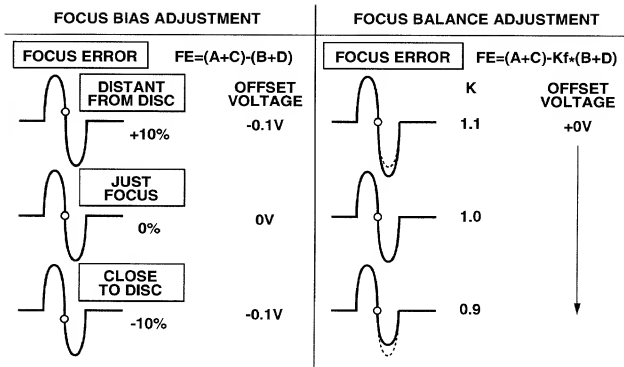 FOCUS BIAS ADJUSTMENT
FOCUS ERROR
FE=(A+C)-(B+D)
DISTANT
FROM DISC
+10%
OFFSET
VOLTAGE
-0.1V
JUST
FOCUS
0%
0V
CLOSE
TO DISC
-10%
-0.1V
FOCUS BALANCE ADJUSTMENT
FOCUS ERROR
FE=(A+C)-Kf*(B+D)
K
OFFSET
VOLTAGE
1.1
+0V
1.0
0.9